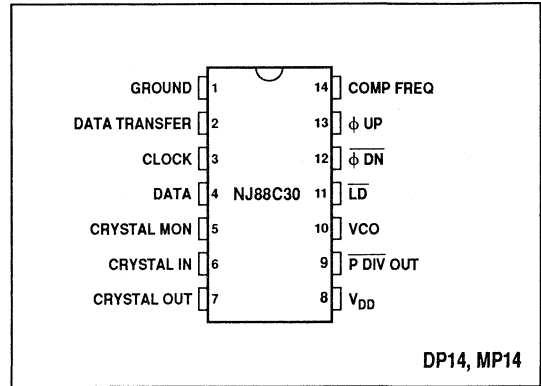 GROUND 1 14 COMP FREQ
DATA TRANSFER 2 13 ϕ UP
CLOCK 3 12 ϕ DN
DATA 4 NJ88C30 11 LD
CRYSTAL MON 5 10 VCO
CRYSTAL IN 6 9 P DIV OUT
CRYSTAL OUT 7 8 VDD
DP14, MP14